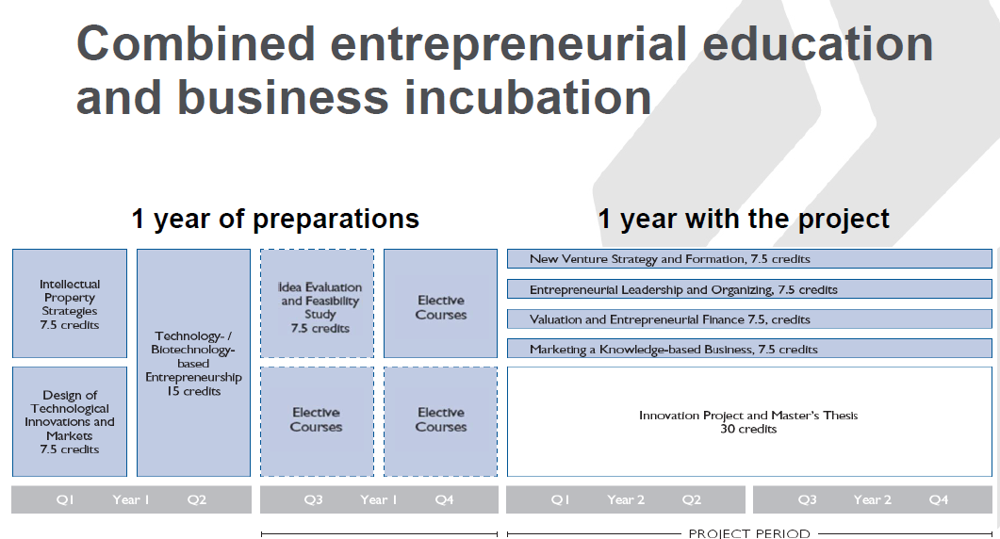 Combined entrepreneurial education
and business incubation
1 year of preparations
1 year with the project
Intellectual
Property
Strategies
7.5 credits
Design of
Technological
Innovations and
Markets
7.5 credits
Technology- /
Biotechnology-
based
Entrepreneurship
15 credits
Idea Evaluation
and Feasibility
Study
7.5 credits
Elective
Courses
Elective
Courses
Elective
Courses
New Venture Strategy and Formation, 7.5 credits
Entrepreneurial Leadership and Organizing, 7.5 credits
Valuation and Entrepreneurial Finance 7.5, credits
Marketing a Knowledge-based Business, 7.5 credits
Innovation Project and Master's Thesis
30 credits
Q1 Year 1 Q2
Q3 Year 1 Q4
Q1 Year 2 Q2
Q3 Year 2 Q4
PROJECT PERIOD